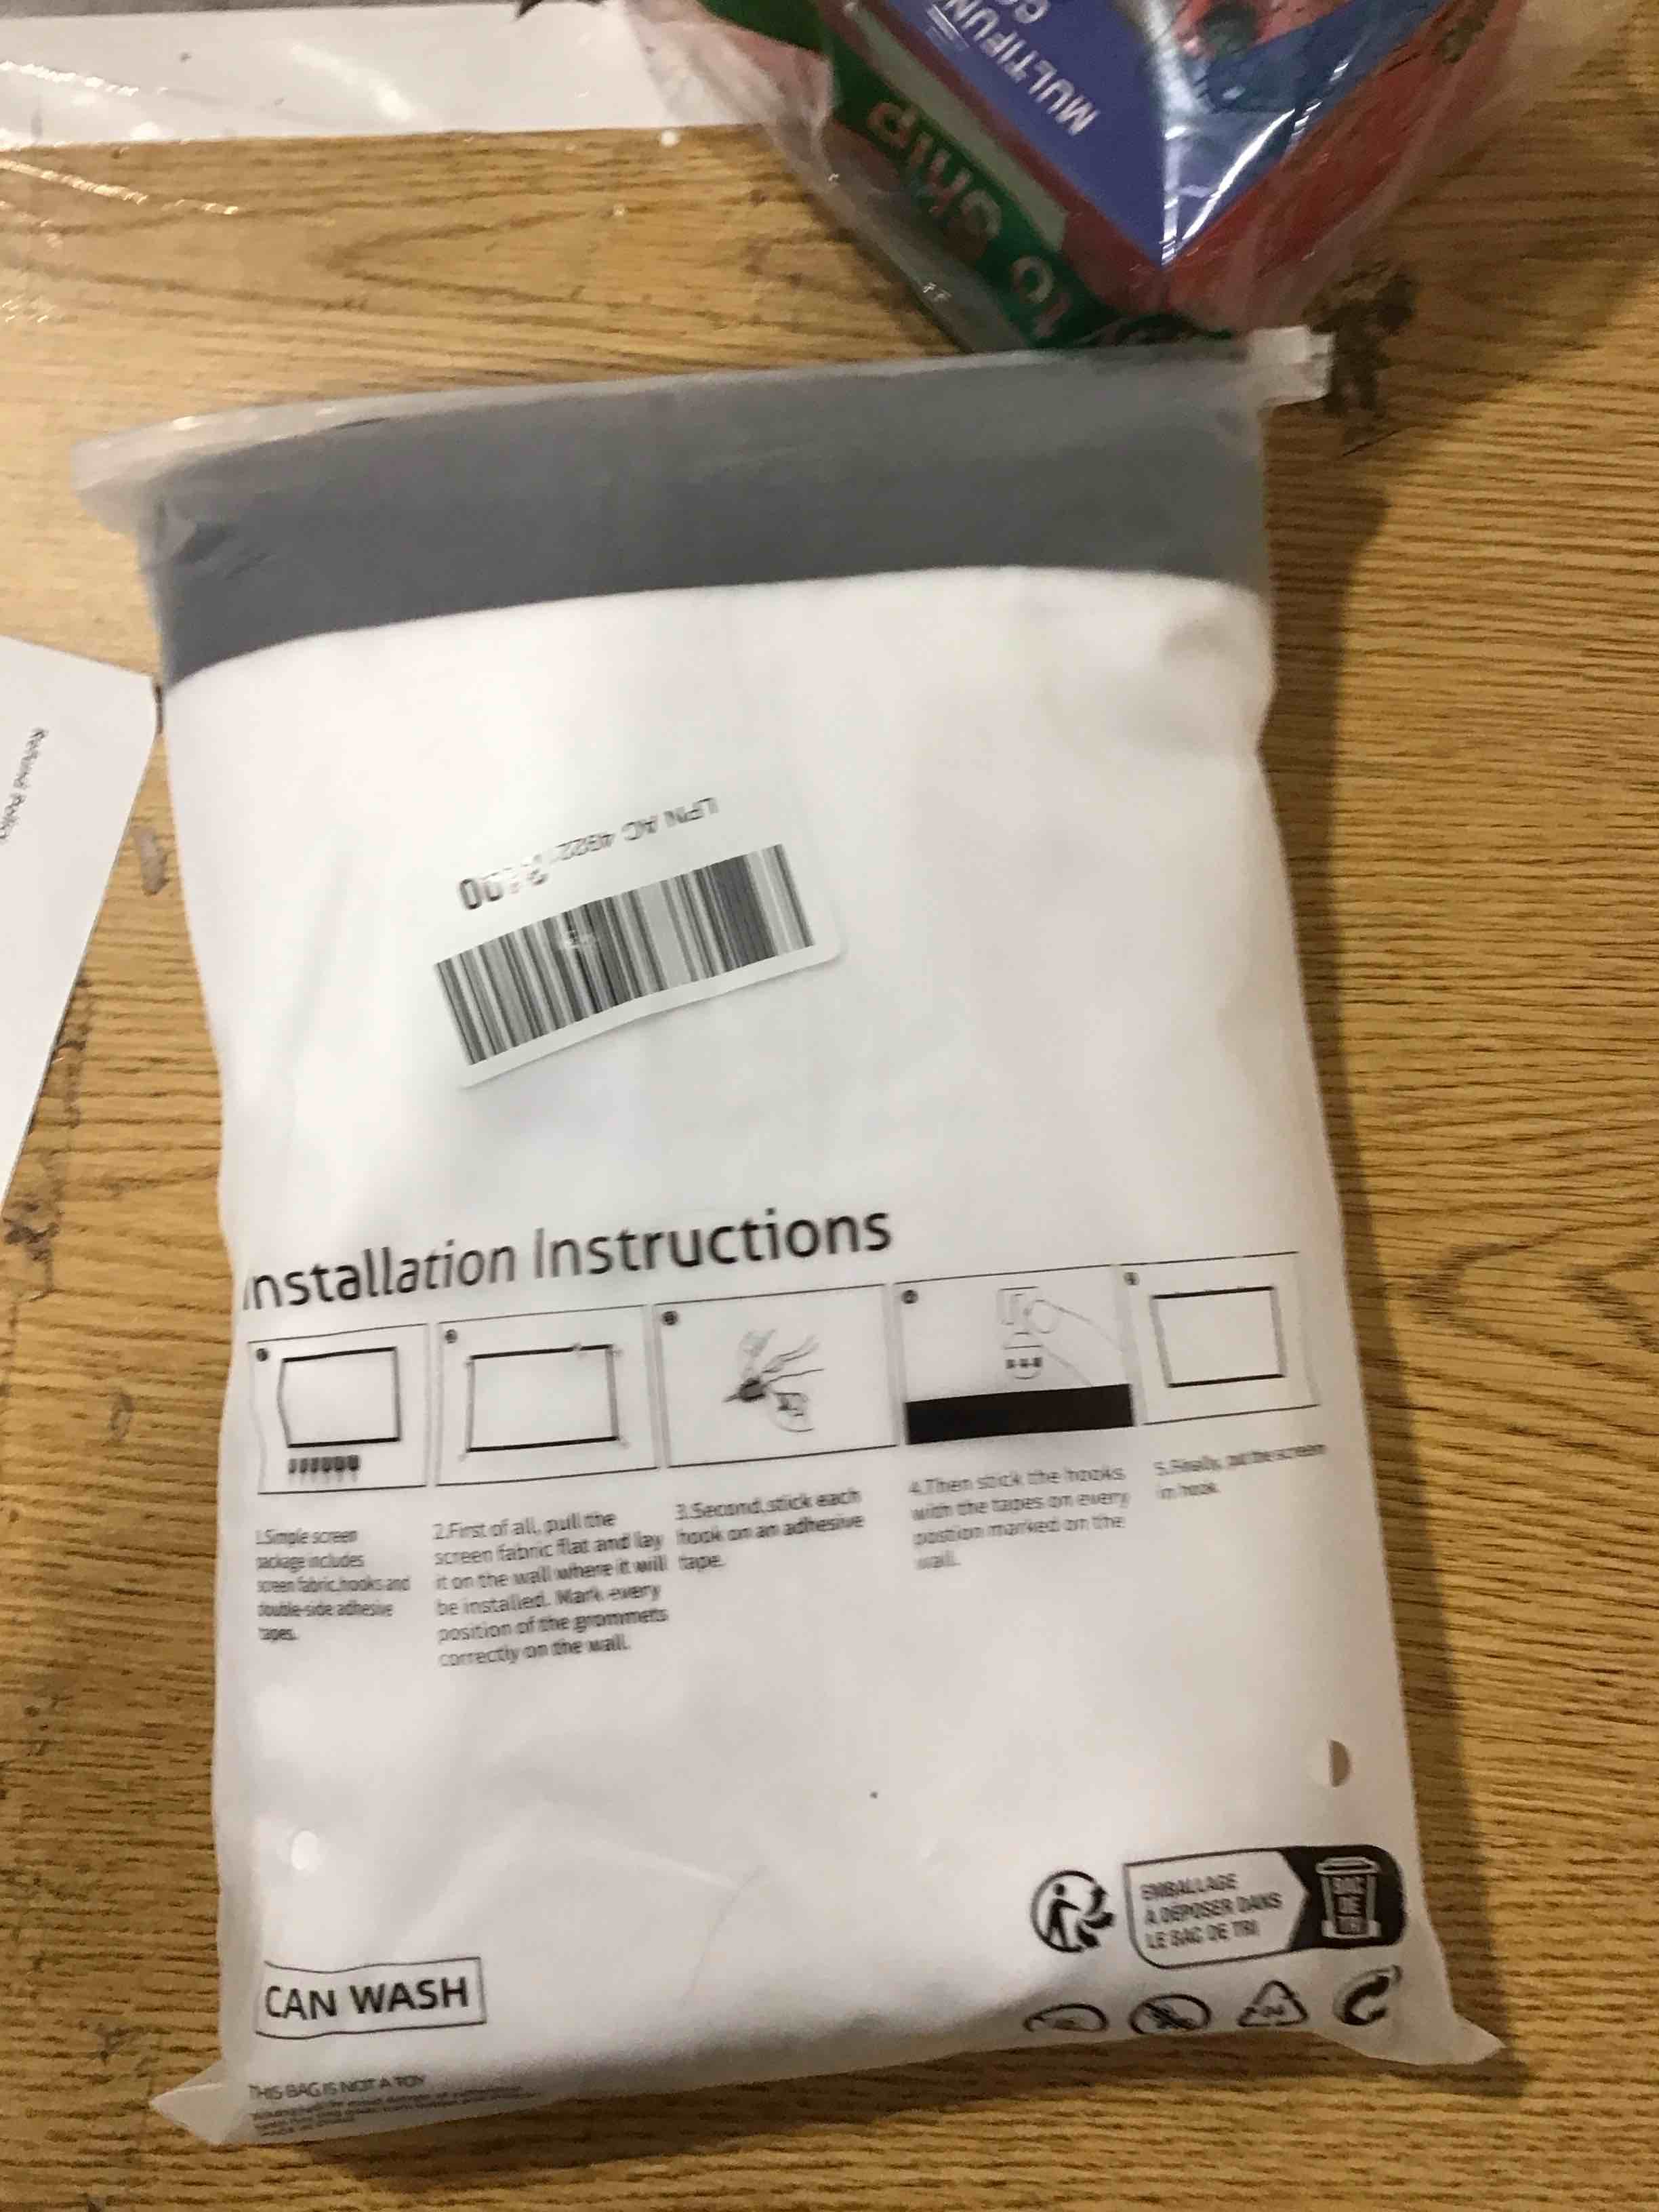 MULTIFUN
to ship
LPN AC
Installation Instructions
1.Simple screen
package includes
screen fabric,hooks and
double-side adhesive
tapes.
2.First of all, pull the
screen fabric flat and lay
it on the wall where it will
be installed. Mark every
position of the grommets
correctly on the wall.
3.Second,stick each
hook on an adhesive
tape.
4.Then stick the hooks
with the tapes on every
postion marked on the
wall.
5.Finally, put the screen
in hook.
EMBALLAGE
À DÉPOSER DANS
LE BAC DE TRI
BAC
DE
TRI
CAN WASH
THIS BAG IS NOT A TOY